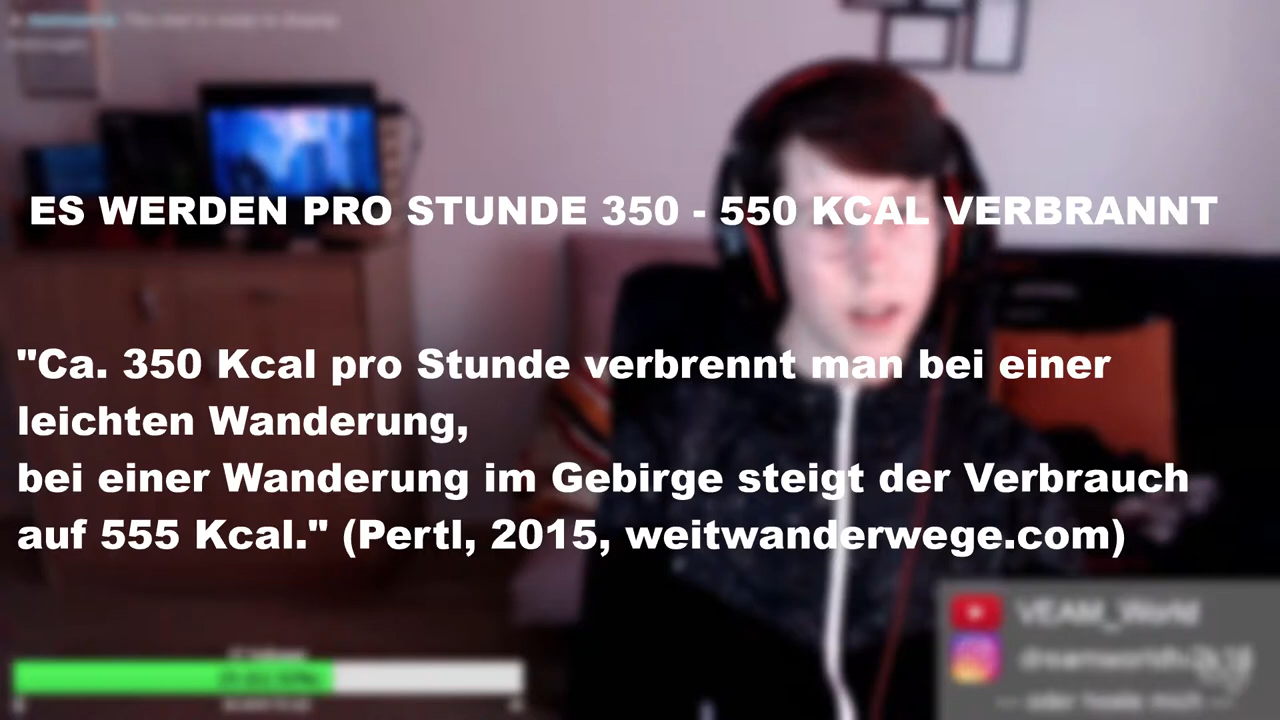 ES WERDEN PRO STUNDE 350 - 550 KCAL VERBRANNT
"Ca. 350 Kcal pro Stunde verbrennt man bei einer
leichten Wanderung,
bei einer Wanderung im Gebirge steigt der Verbrauch
auf 555 Kcal." (Pertl, 2015, weitwanderwege.com)
VEAM_World